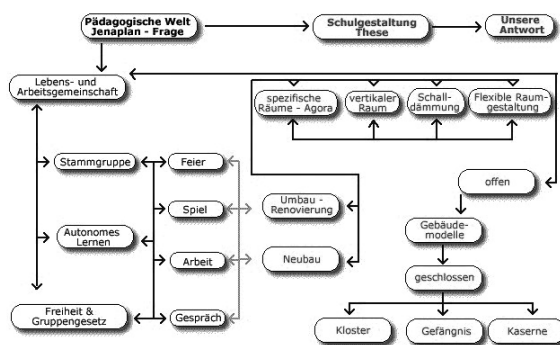 Pädagogische Welt
Jenaplan - Frage
Schulgestaltung
These
Unsere
Antwort
Lebens- und
Arbeitsgemeinschaft
spezifische
Räume - Agora
vertikaler
Raum
Schall-
dämmung
Flexible Raum-
gestaltung
Stammgruppe
Feier
offen
Spiel
Umbau -
Renovierung
Autonomes
Lernen
Gebäude-
modelle
Arbeit
Neubau
geschlossen
Freiheit &
Gruppengesetz
Gespräch
Kloster
Gefängnis
Kaserne